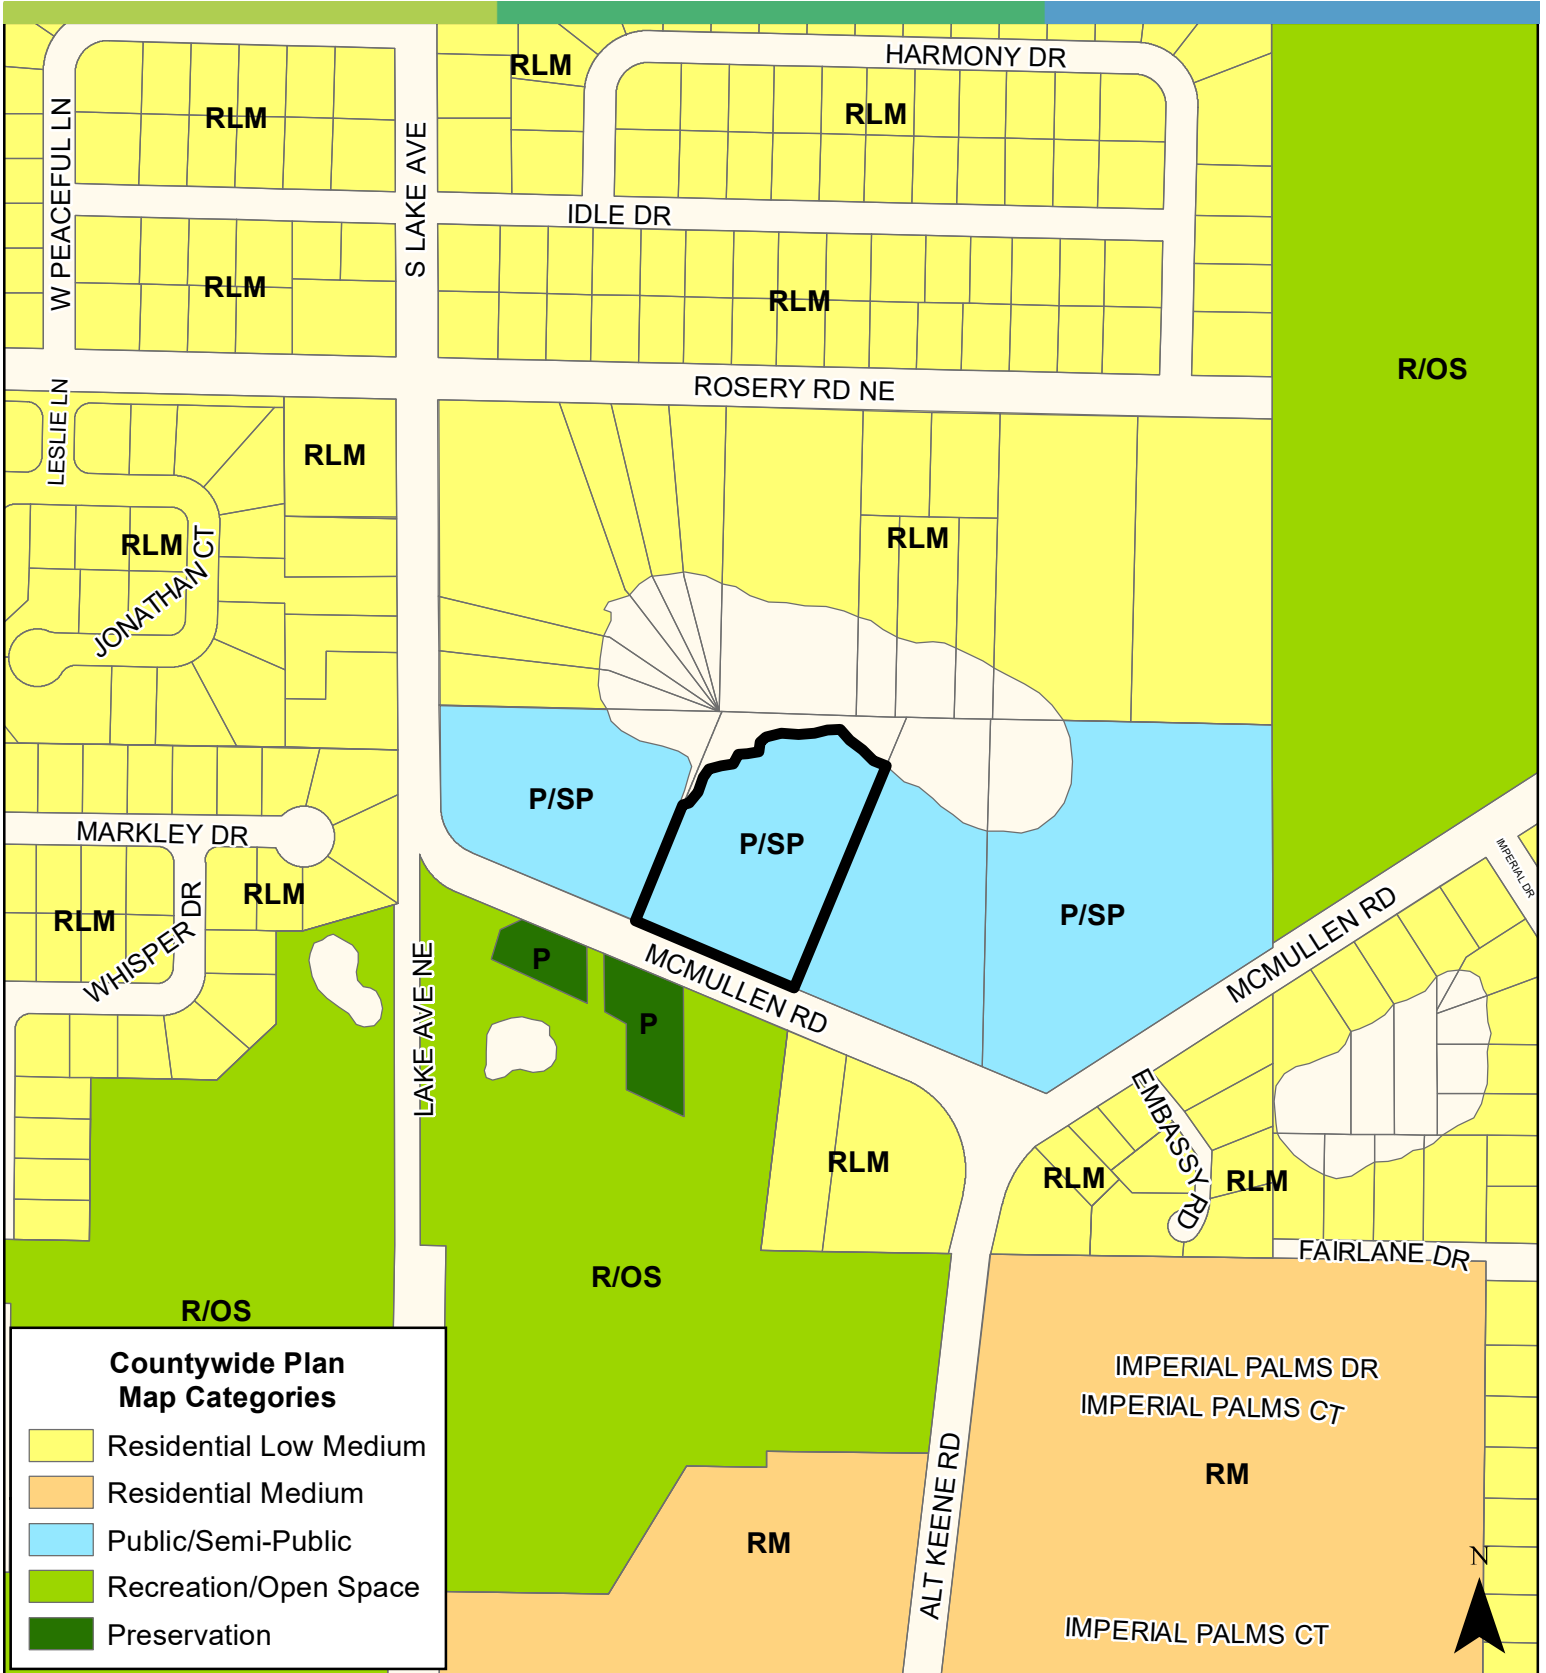 HARMONY DR
RLM
RLM
RLM
W PEACEFUL LN
S LAKE AVE
IDLE DR
RLM
RLM
R/OS
ROSERY RD NE
LESLIE LN
RLM
RLM
JONATHAN CT
RLM
P/SP
P/SP
MARKLEY DR
IMPERIAL DR
RLM
RLM
WHISPER DR
P/SP
MCMULLEN RD
P
LAKE AVE NE
MCMULLEN RD
P
EMBASSY RD
RLM
RLM
RLM
FAIRLANE DR
R/OS
R/OS
Countywide Plan
Map Categories
Residential Low Medium
Residential Medium
Public/Semi-Public
Recreation/Open Space
Preservation
IMPERIAL PALMS DR
IMPERIAL PALMS CT
RM
ALT KEENE RD
RM
N
IMPERIAL PALMS CT